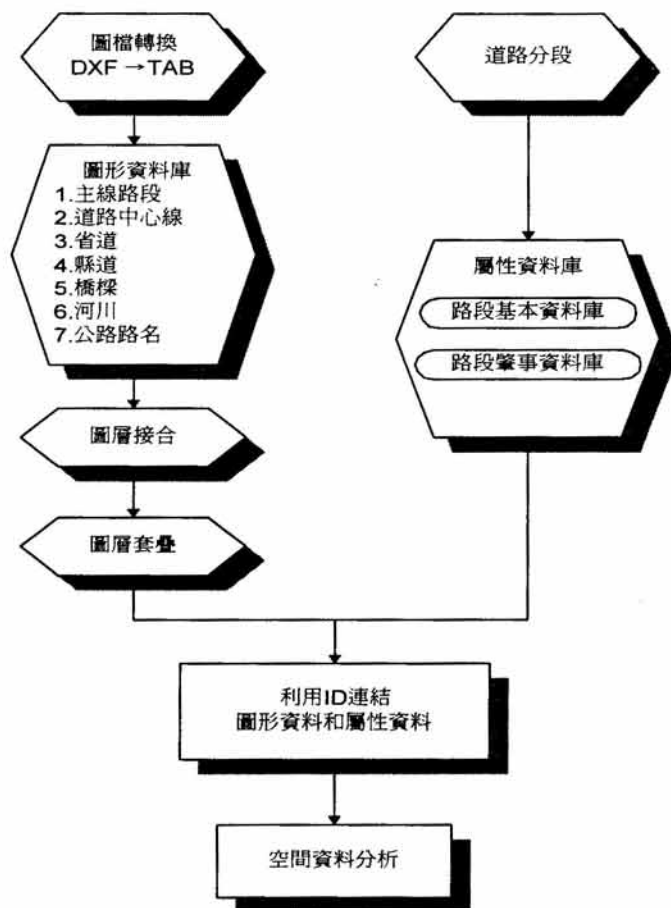 圖檔轉換
DXF →TAB
圖形資料庫
1.主線路段
2.道路中心線
3.省道
4.縣道
5.橋樑
6.河川
7.公路路名
圖層接合
圖層套疊
道路分段
屬性資料庫
路段基本資料庫
路段肇事資料庫
利用ID連結
圖形資料和屬性資料
空間資料分析